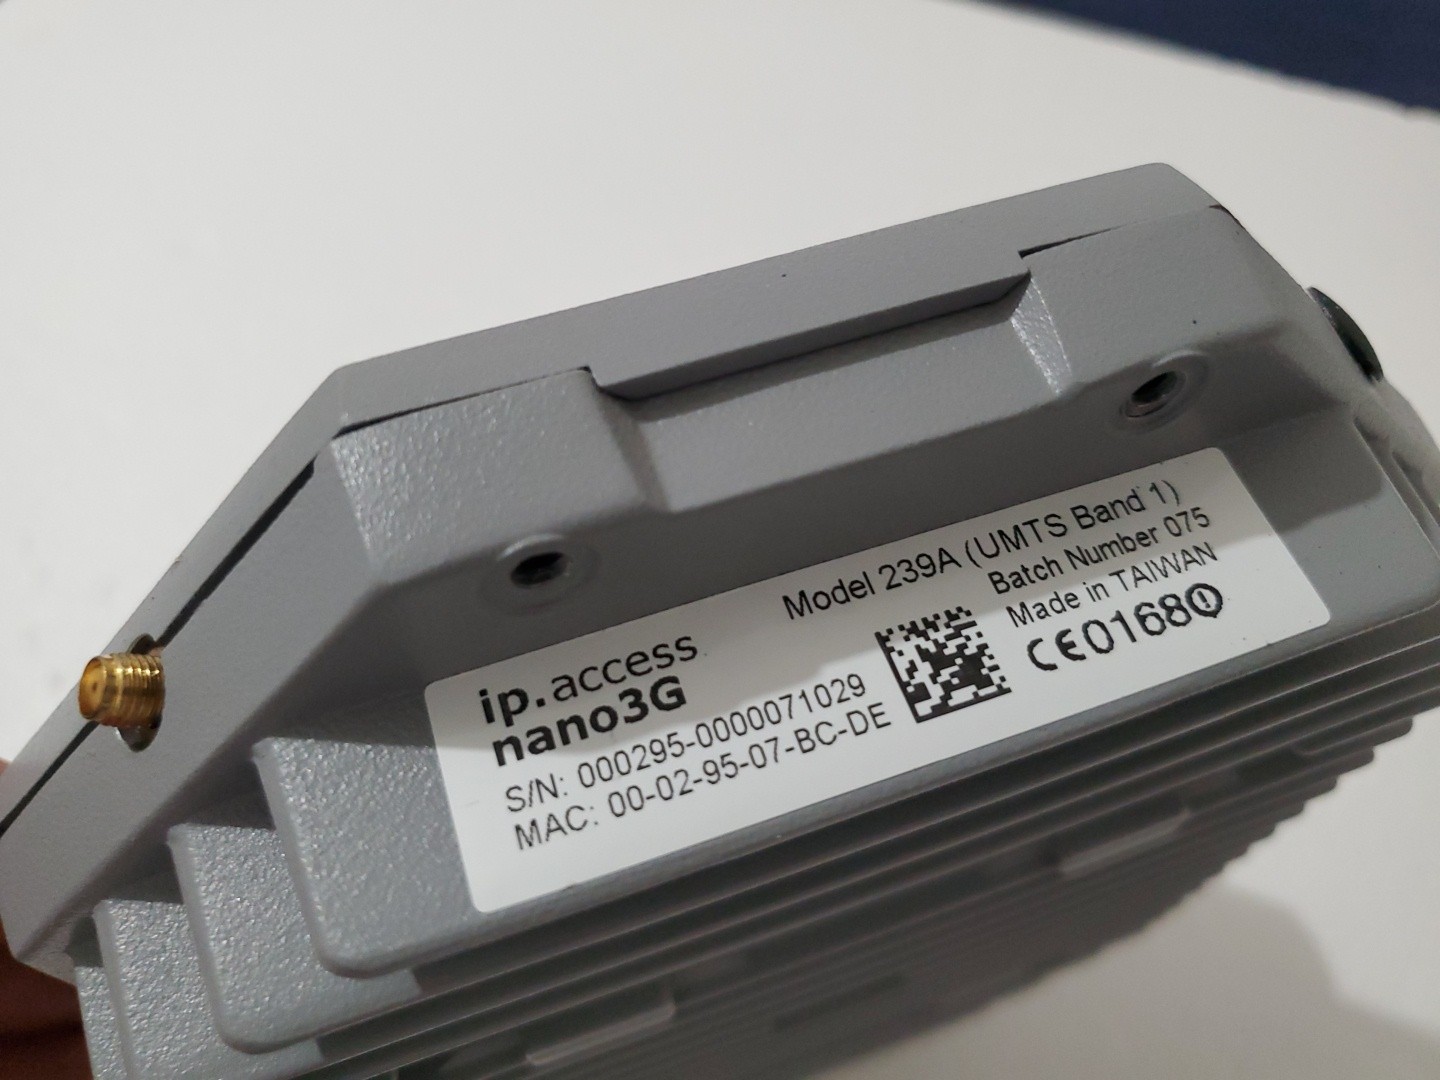 Model 239A (UMTS Band 1)
Batch Number 075
Made in TAIWAN
CE0168
ip.access
nano3G
S/N: 000295-0000071029
MAC: 00-02-95-07-BC-DE